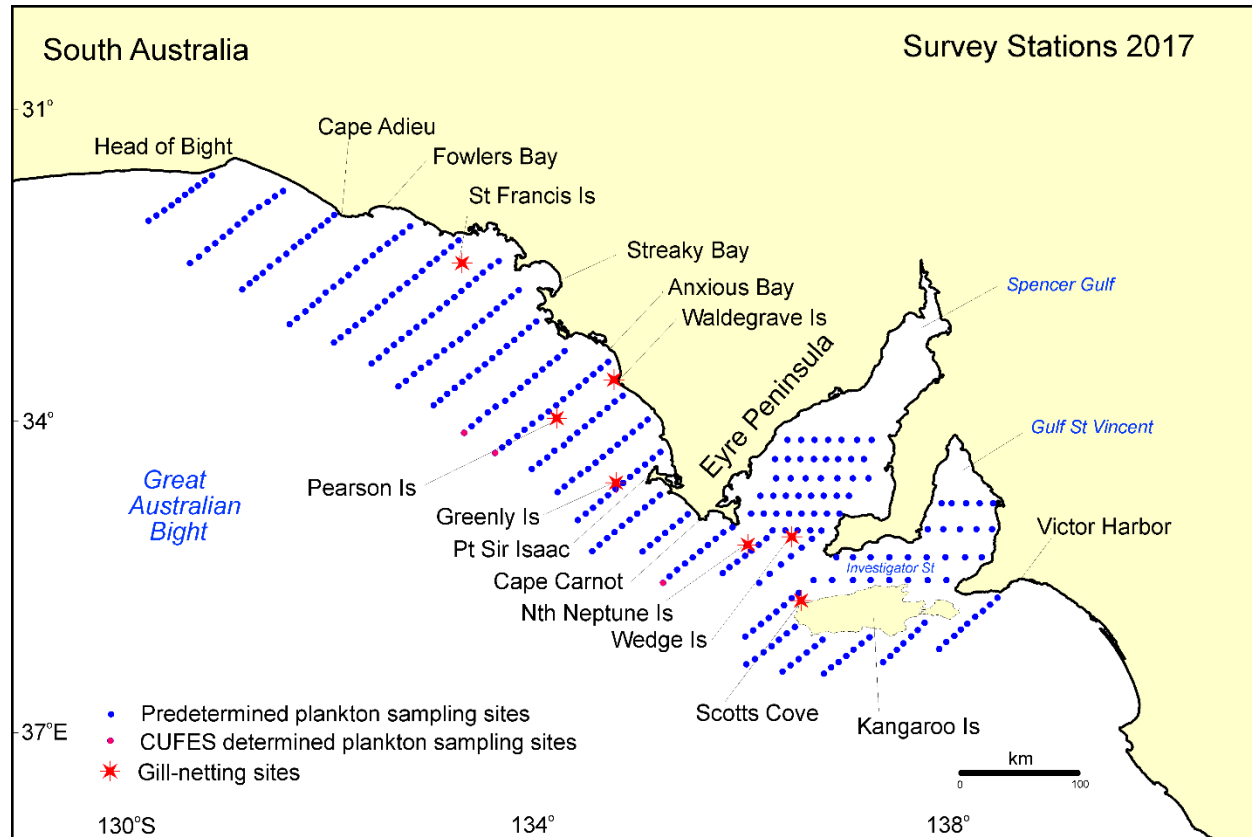 South Australia
Survey Stations 2017
31°
Cape Adieu
Head of Bight
Fowlers Bay
St Francis Is
Streaky Bay
Anxious Bay
Spencer Gulf
Waldegrave Is
Eyre Peninsula
34°
Gulf St Vincent
Great
Australian
Bight
Pearson Is
Greenly Is
Victor Harbor
Pt Sir Isaac
Investigator St
Cape Carnot
Nth Neptune Is
Wedge Is
Scotts Cove
Kangaroo Is
Predetermined plankton sampling sites
CUFES determined plankton sampling sites
Gill-netting sites
37°E
km
0 100
130°S
134°
138°